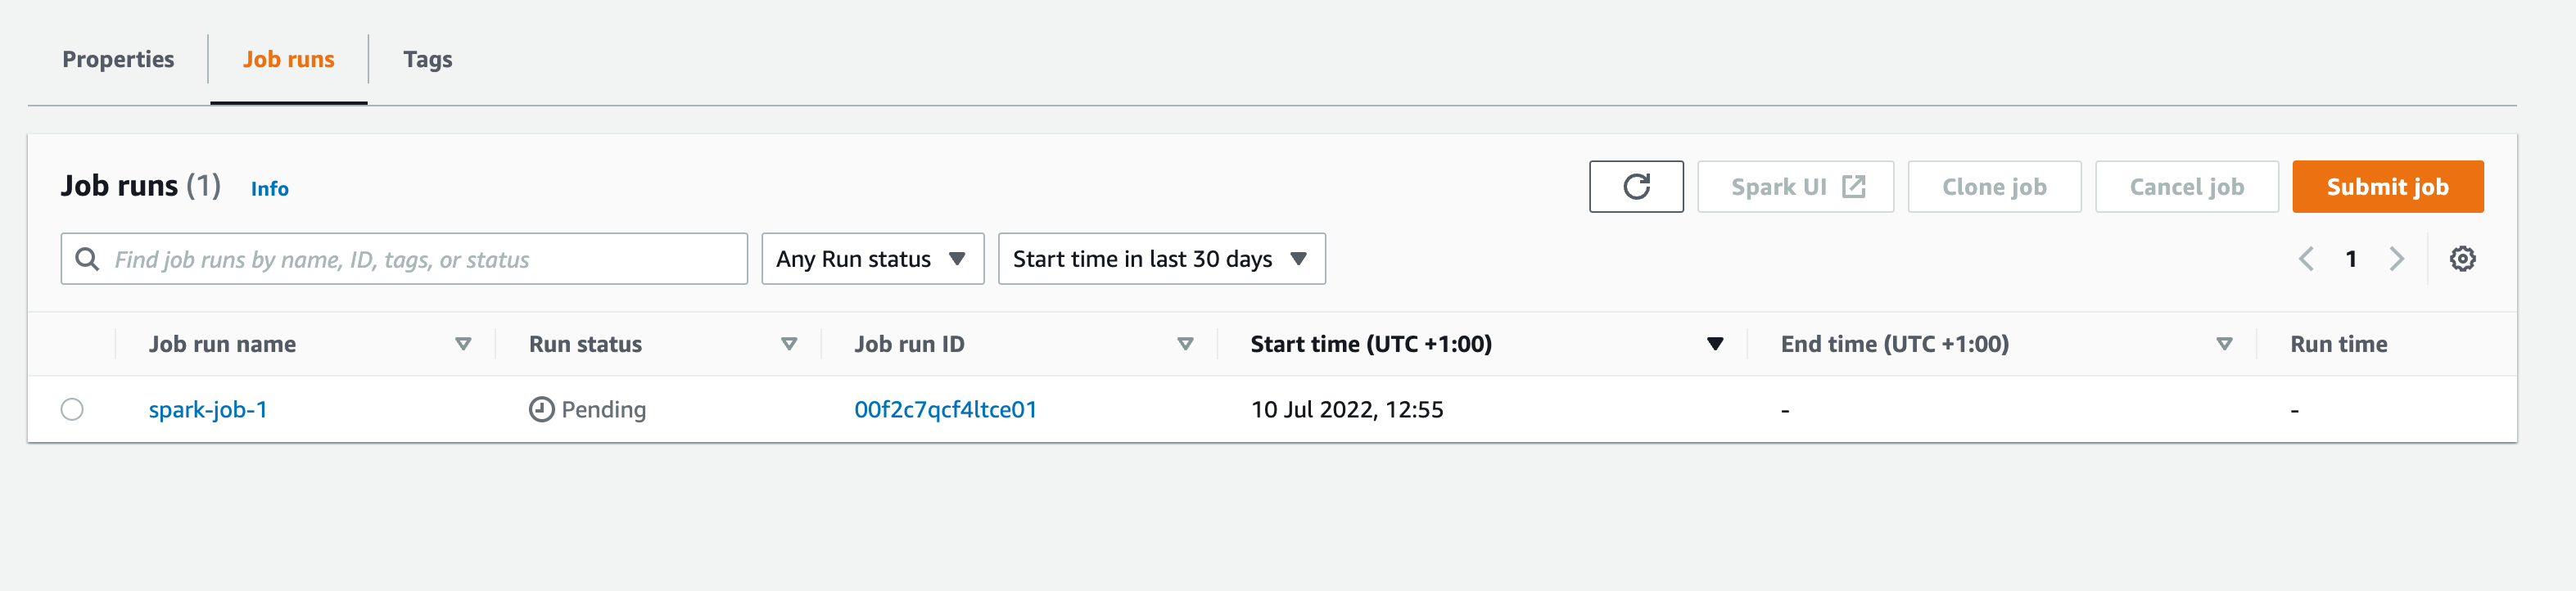 Properties Job runs Tags
Job runs (1) Info Spark UI Clone job Cancel job Submit job
Find job runs by name, ID, tags, or status Any Run status Start time in last 30 days 1
Job run name Run status Job run ID Start time (UTC +1:00) End time (UTC +1:00) Run time
spark-job-1 Pending 00f2c7qcf4ltce01 10 Jul 2022, 12:55 - -